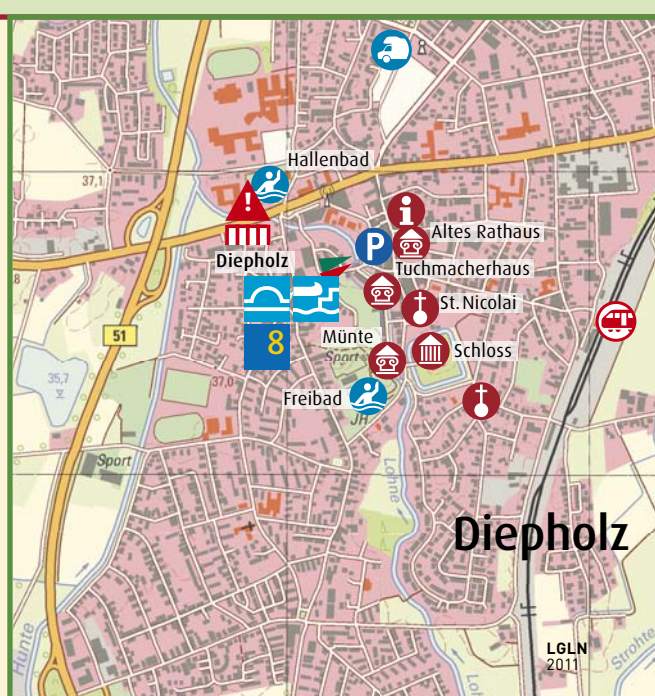 Hallenbad
37,1
!
i
P
Altes Rathaus
Diepholz
Tuchmacherhaus
St. Nicolai
51
8
Münte
Sport
Schloss
35,7
37,0
Freibad
JH
Sport
Lohne
Diepholz
Hunte
LGLN
2011
Strohte